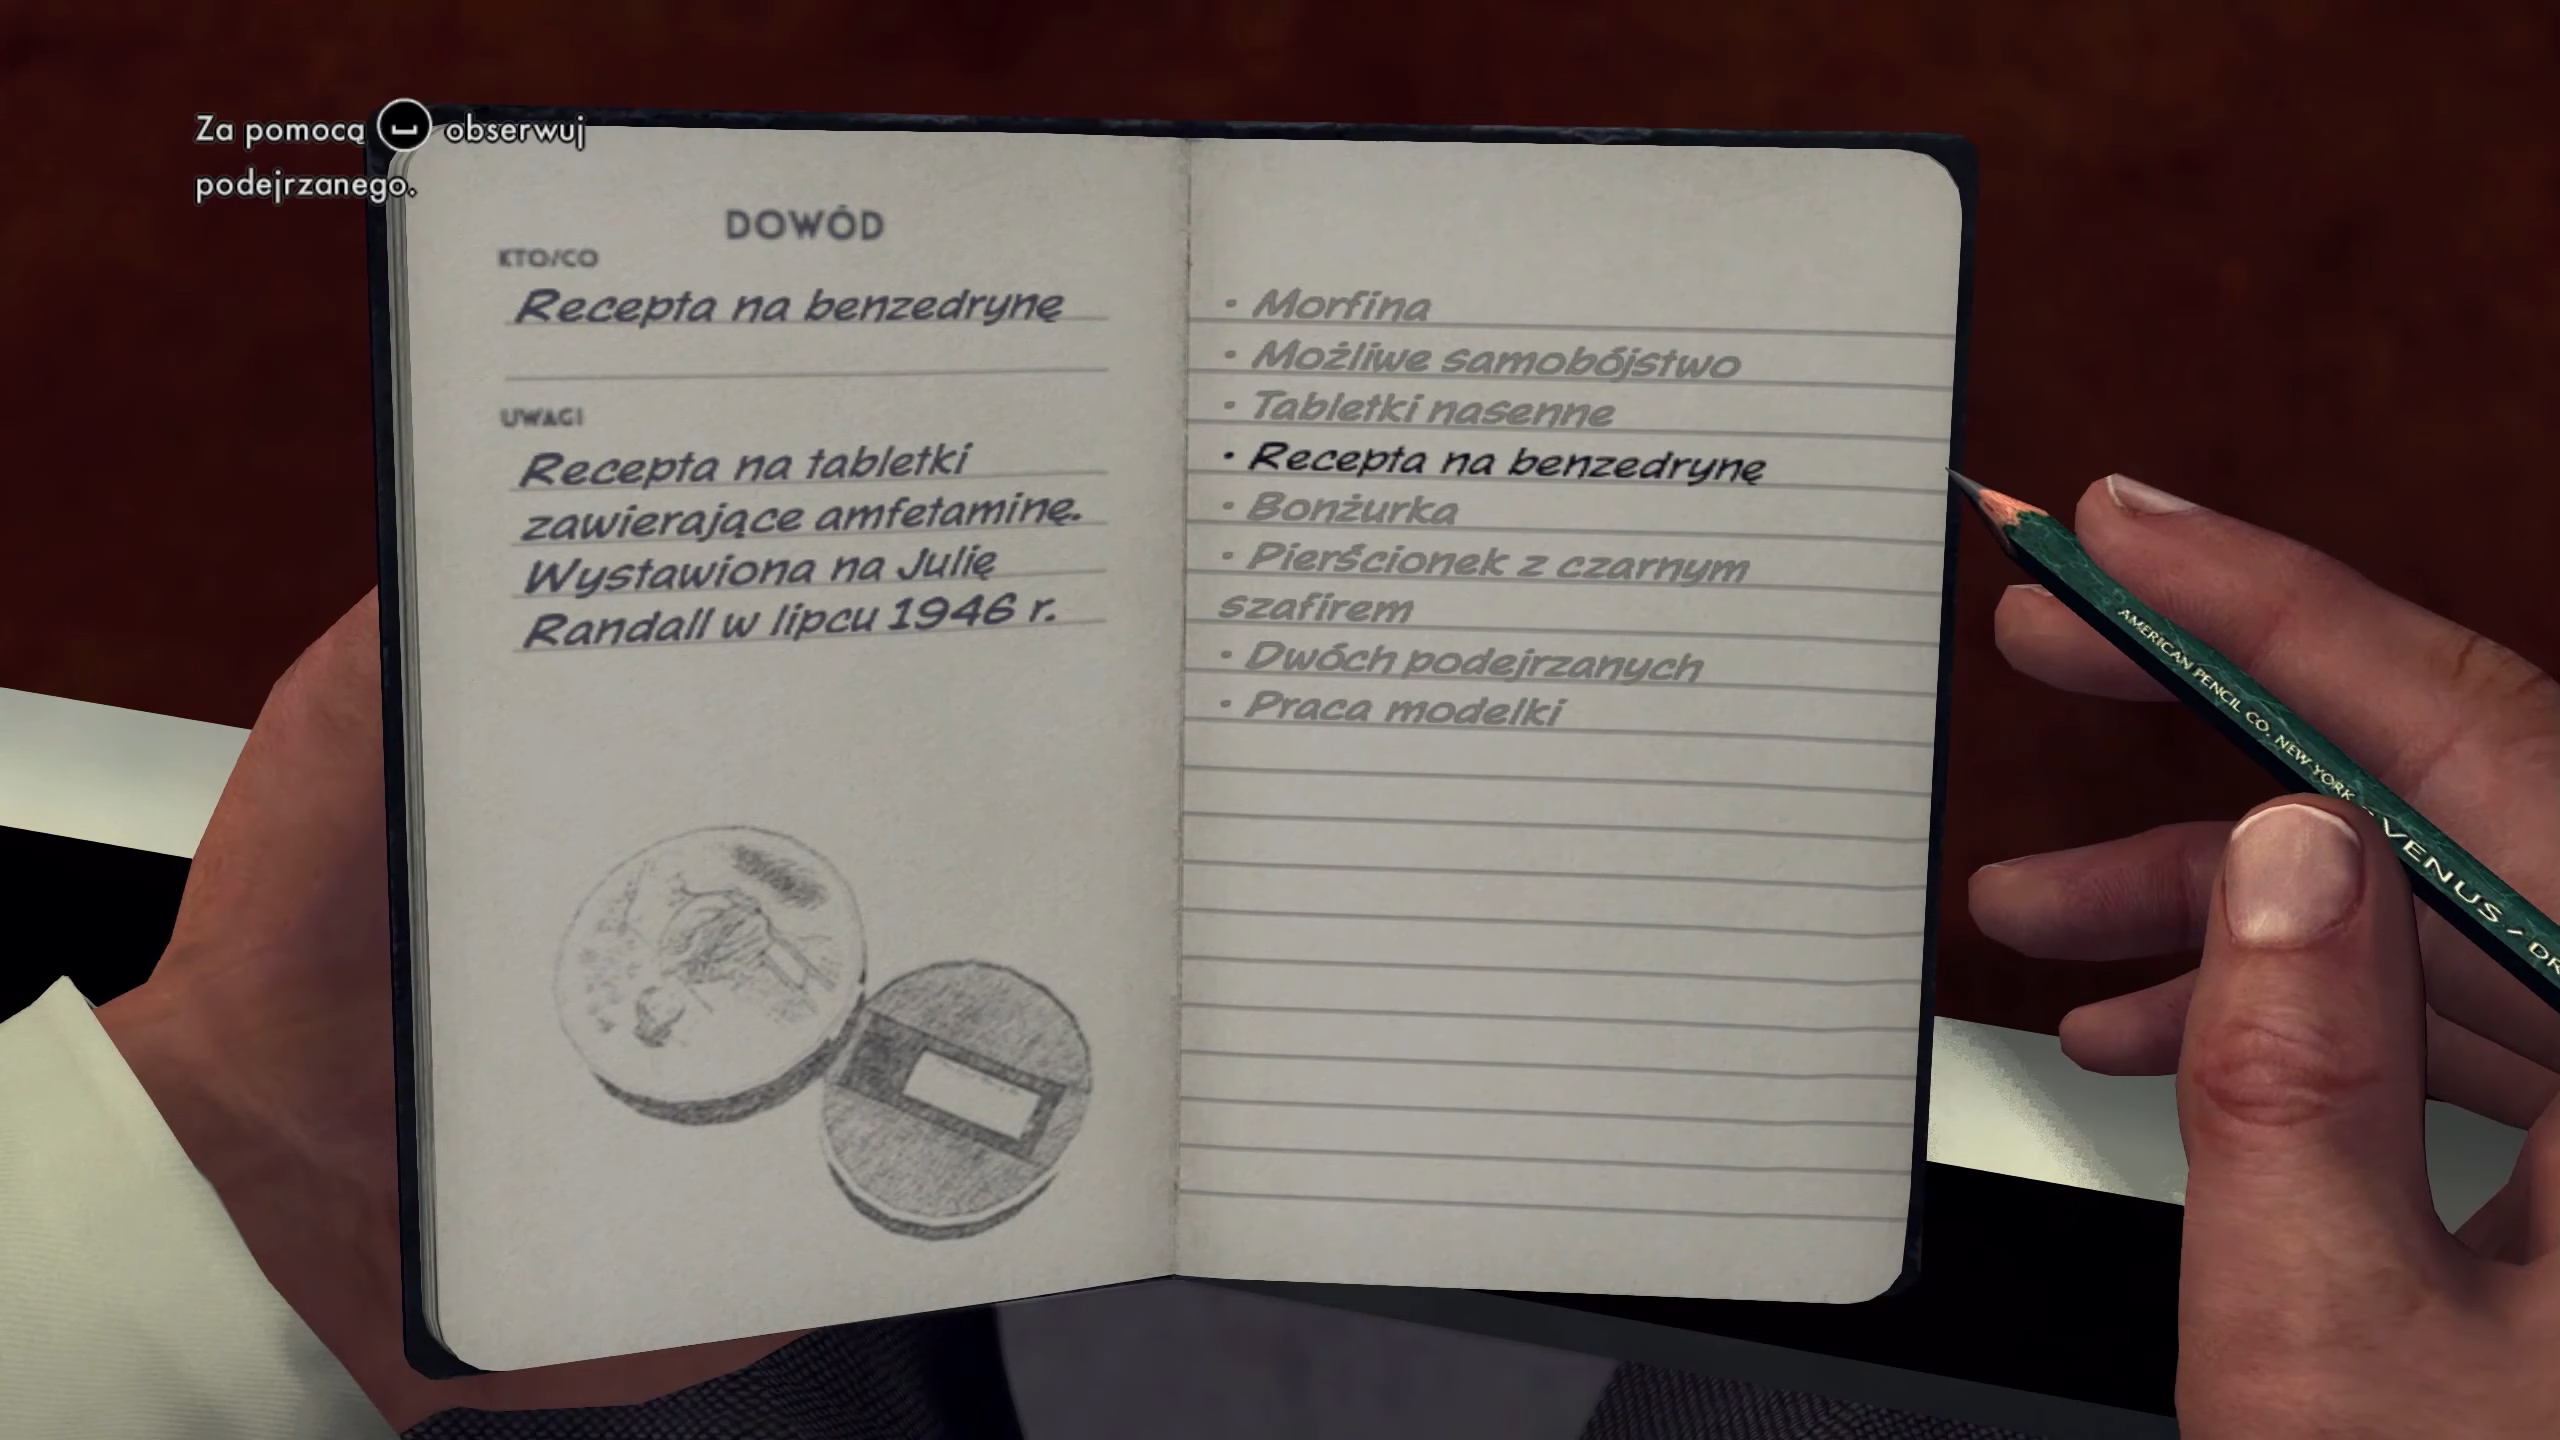 Za pomocą obserwuj
podejrzanego.
DOWÓD
KTO/CO
Recepta na benzedrynę
UWAGI
Recepta na tabletki
zawierające amfetaminę.
Wystawiona na Julię
Randall w lipcu 1946 r.
• Morfina
• Możliwe samobójstwo
• Tabletki nasenne
• Recepta na benzedrynę
• Bonżurka
• Pierścionek z czarnym
szafirem
• Dwóch podejrzanych
• Praca modelki
AMERICAN PENCIL CO. NEW YORK VENUS